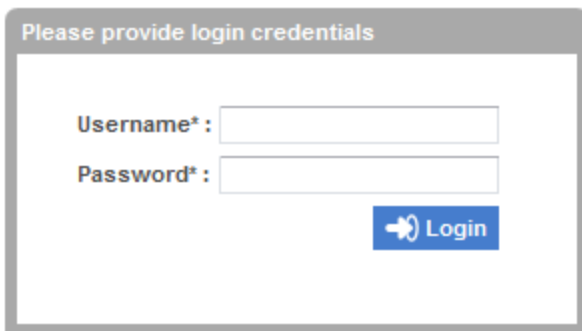 Please provide login credentials
Username* :
Password* :
Login